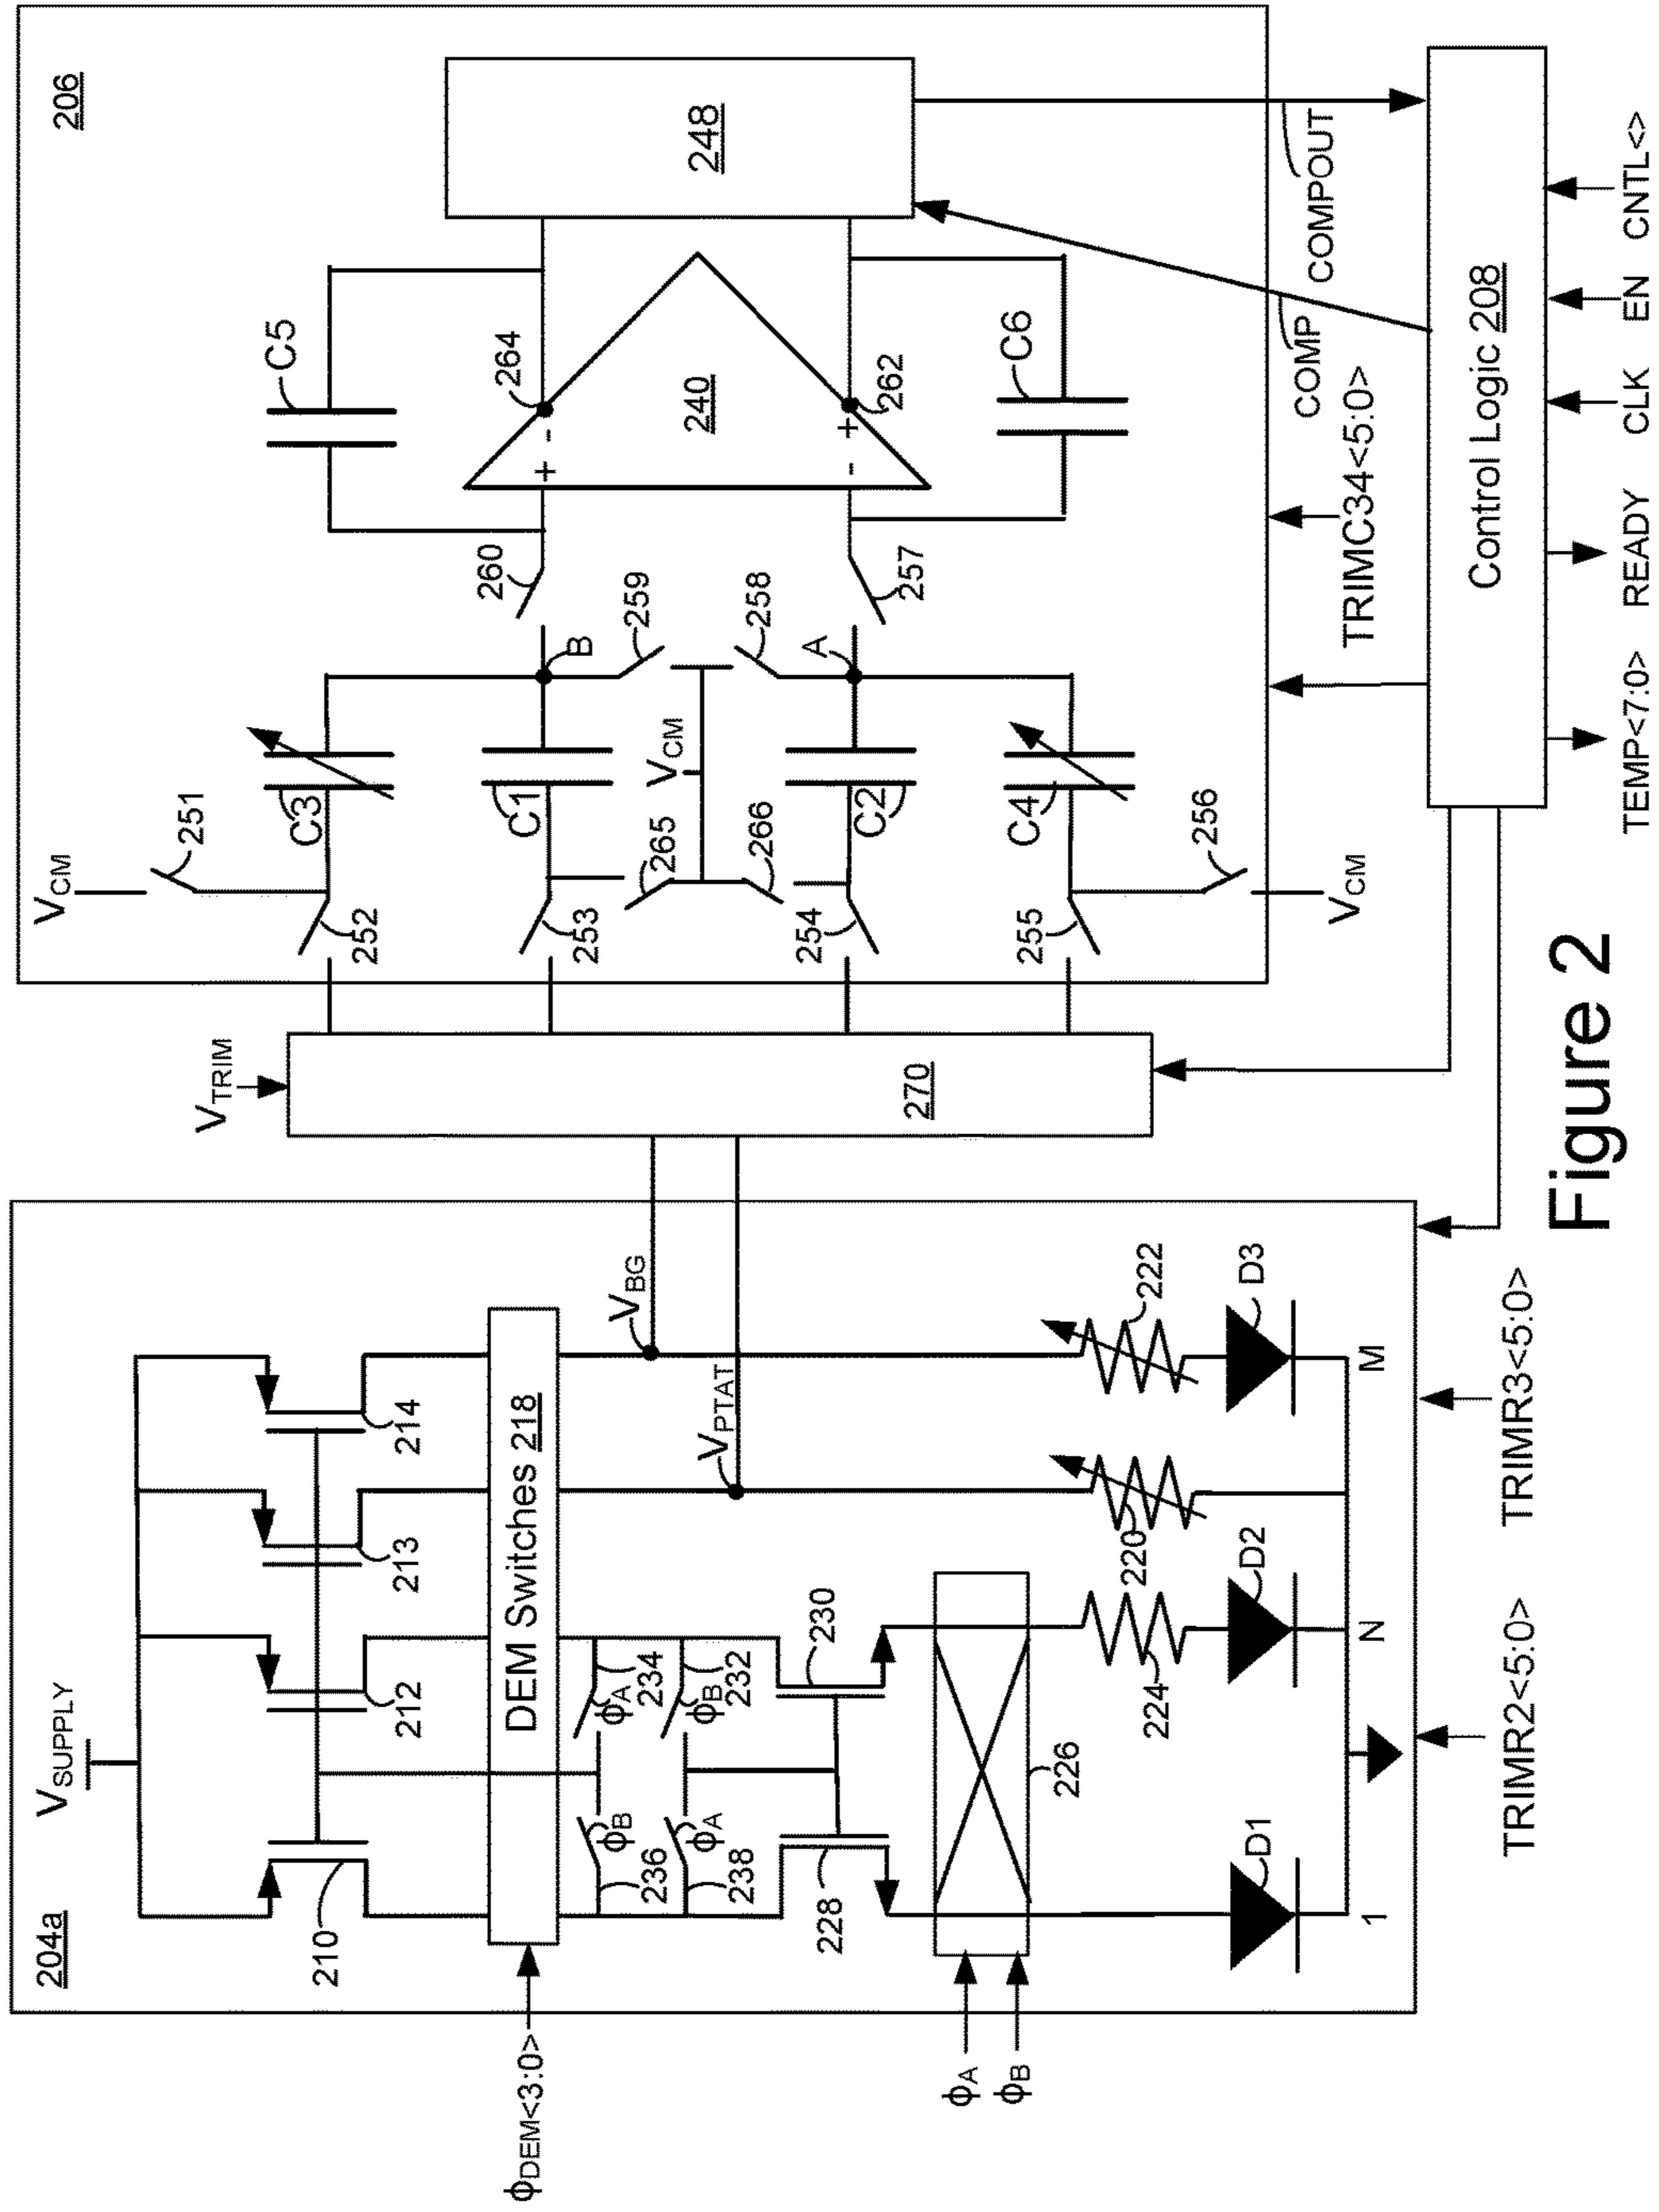 204a
V_SUPPLY
210
212
213
214
ϕ_DEM<3:0>
DEM Switches 218
V_BG
V_PTAT
236
ϕ_B
ϕ_A
234
238
ϕ_A
ϕ_B
232
228
230
ϕ_A
ϕ_B
226
224
220
222
D1
D2
D3
1
N
M
TRIMR2<5:0>
TRIMR3<5:0>
V_TRIM
270
206
V_CM
251
252
253
254
255
256
V_CM
C3
C1
C2
C4
265
266
V_CM
B
A
259
258
260
257
C5
C6
+
-
-
+
264
262
240
248
COMP
COMPOUT
TRIMC34<5:0>
Control Logic 208
TEMP<7:0>
READY
CLK
EN
CNTL<>
Figure 2